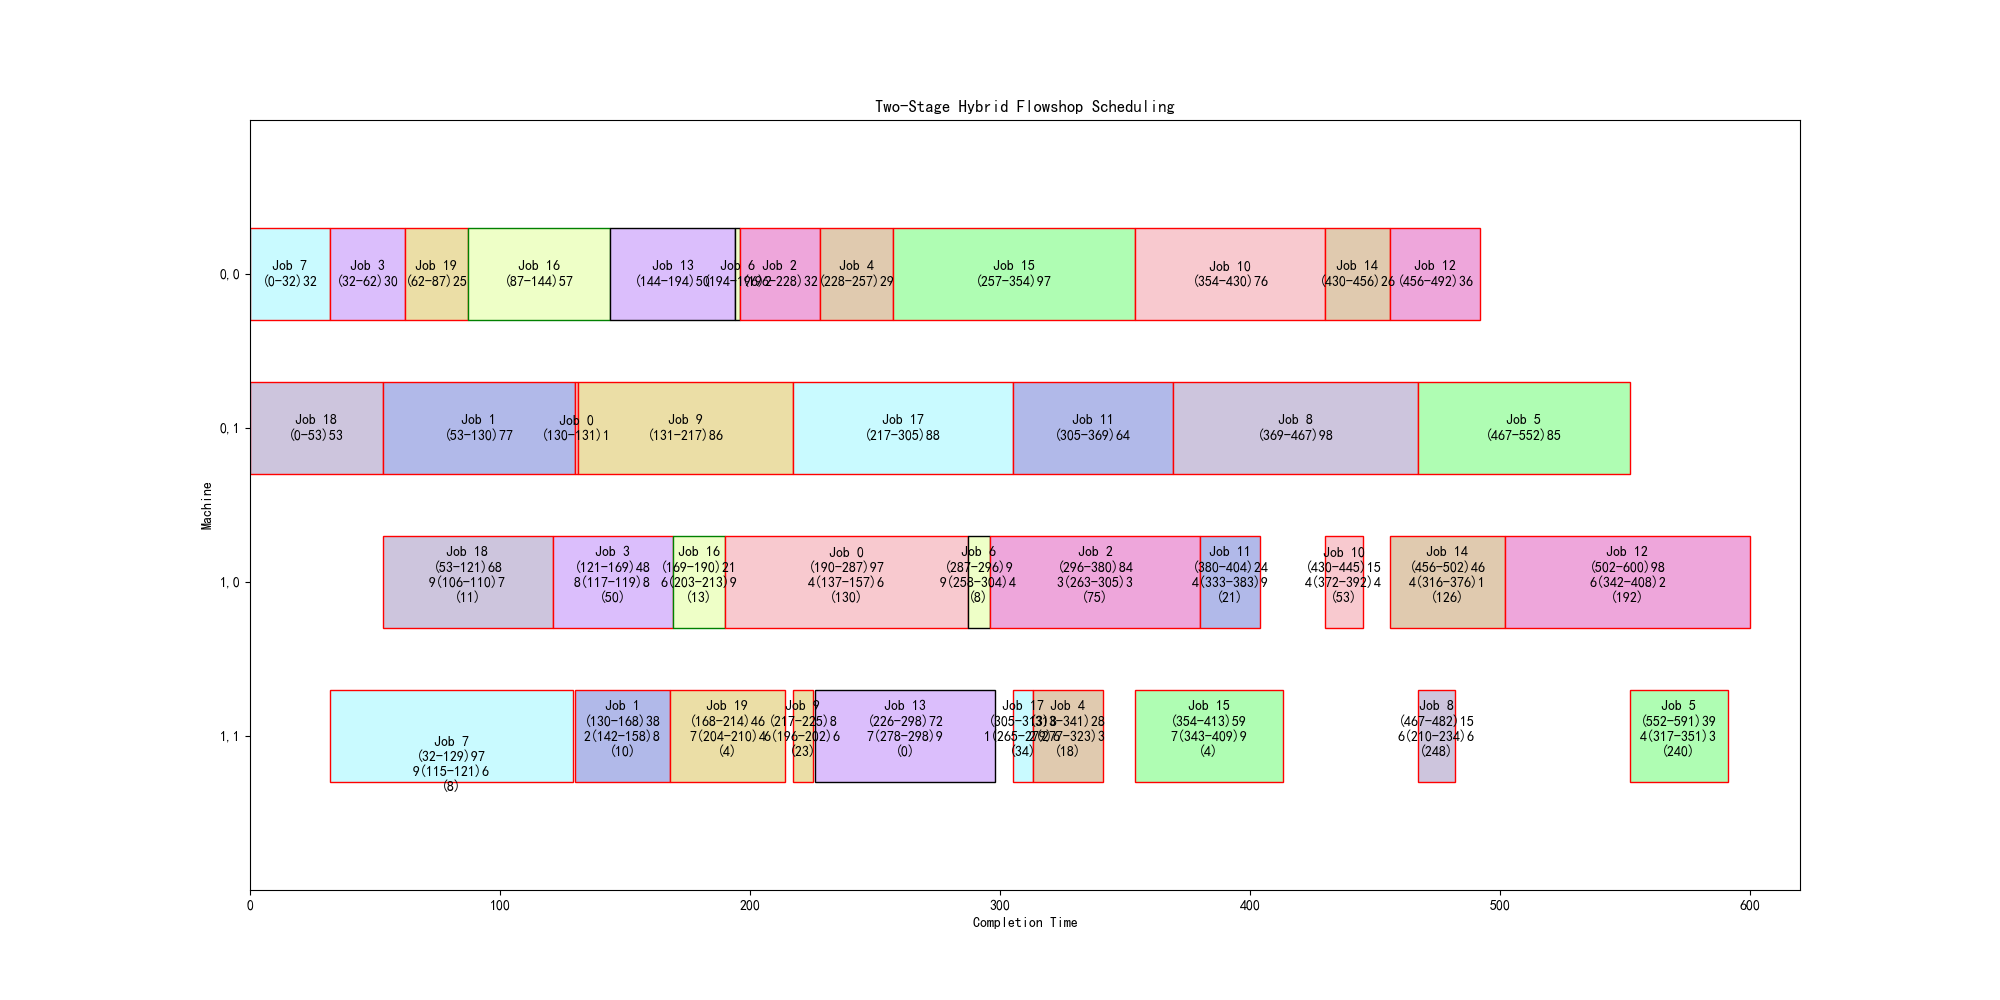 Two-Stage Hybrid Flowshop Scheduling
Machine
0,0
Job 7
(0-32)32
Job 3
(32-62)30
Job 19
(62-87)25
Job 16
(87-144)57
Job 13
(144-194)50
Job 6
(194-196)2
Job 2
(196-228)32
Job 4
(228-257)29
Job 15
(257-354)97
Job 10
(354-430)76
Job 14
(430-456)26
Job 12
(456-492)36
0,1
Job 18
(0-53)53
Job 1
(53-130)77
Job 0
(130-131)1
Job 9
(131-217)86
Job 17
(217-305)88
Job 11
(305-369)64
Job 8
(369-467)98
Job 5
(467-552)85
1,0
Job 18
(53-121)68
9(106-110)7
(11)
Job 3
(121-169)48
8(117-119)8
(50)
Job 16
(169-190)21
6(203-213)9
(13)
Job 0
(190-287)97
4(137-157)6
(130)
Job 6
(287-296)9
9(258-304)4
(8)
Job 2
(296-380)84
3(263-305)3
(75)
Job 11
(380-404)24
4(333-383)9
(21)
Job 10
(430-445)15
4(372-392)4
(53)
Job 14
(456-502)46
4(316-376)1
(126)
Job 12
(502-600)98
6(342-408)2
(192)
1,1
Job 7
(32-129)97
9(115-121)6
(8)
Job 1
(130-168)38
2(142-158)8
(10)
Job 19
(168-214)46
7(204-210)4
(4)
Job 9
(217-225)8
6(196-202)6
(23)
Job 13
(226-298)72
7(278-298)9
(0)
Job 17
(305-313)8
(34)
Job 4
(313-341)28
(18)
Job 15
(354-413)59
7(343-409)9
(4)
Job 8
(467-482)15
6(210-234)6
(248)
Job 5
(552-591)39
4(317-351)3
(240)
0
100
200
300
400
500
600
Completion Time